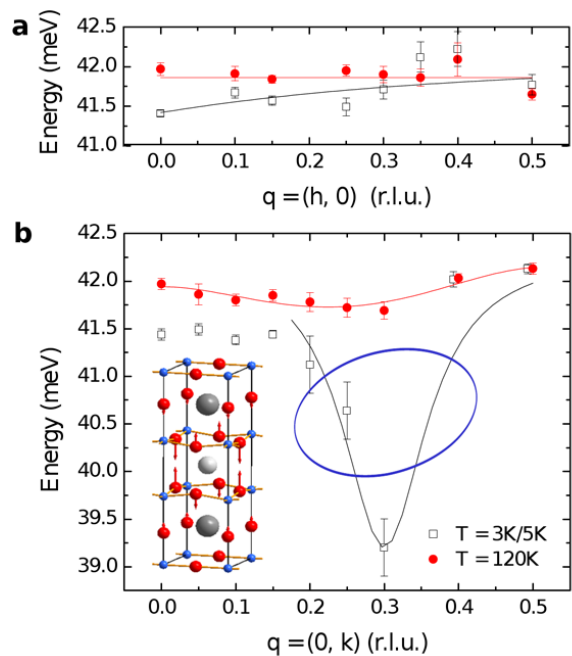 a
Energy (meV)
42.5
42.0
41.5
41.0
0.0 0.1 0.2 0.3 0.4 0.5
q = (h, 0) (r.l.u.)
b
Energy (meV)
42.5
42.0
41.5
41.0
40.5
40.0
39.5
39.0
T = 3K/5K
T = 120K
0.0 0.1 0.2 0.3 0.4 0.5
q = (0, k) (r.l.u.)